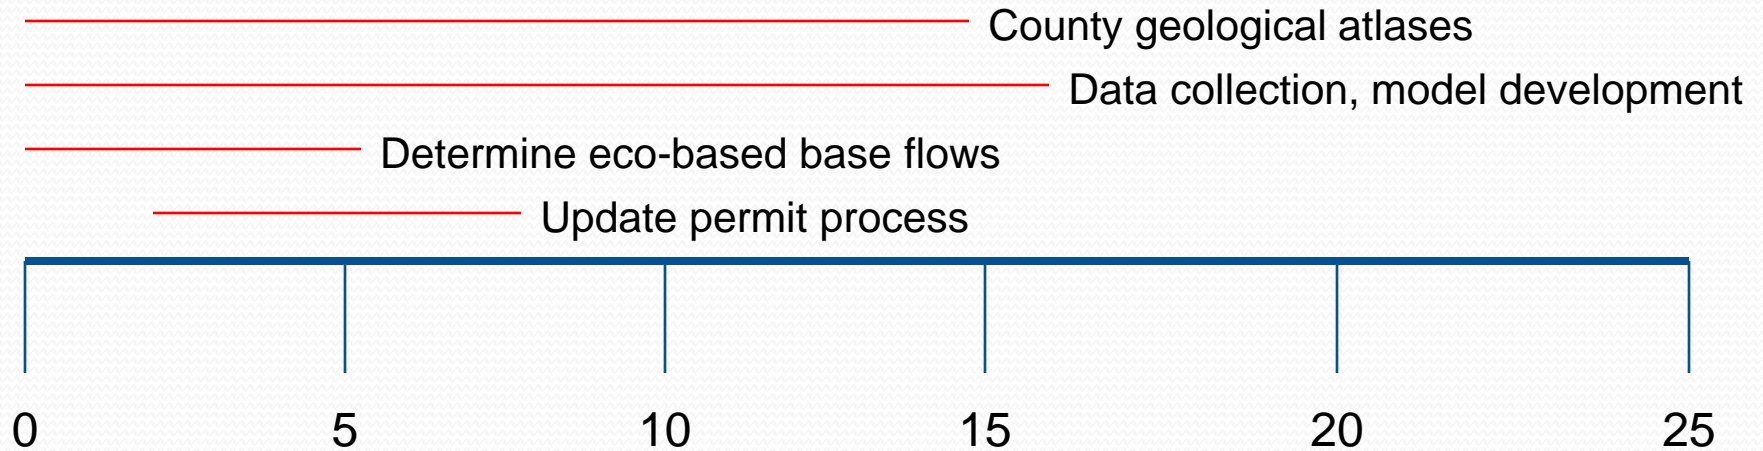 County geological atlases
Data collection, model development
Determine eco-based base flows
Update permit process
0 5 10 15 20 25